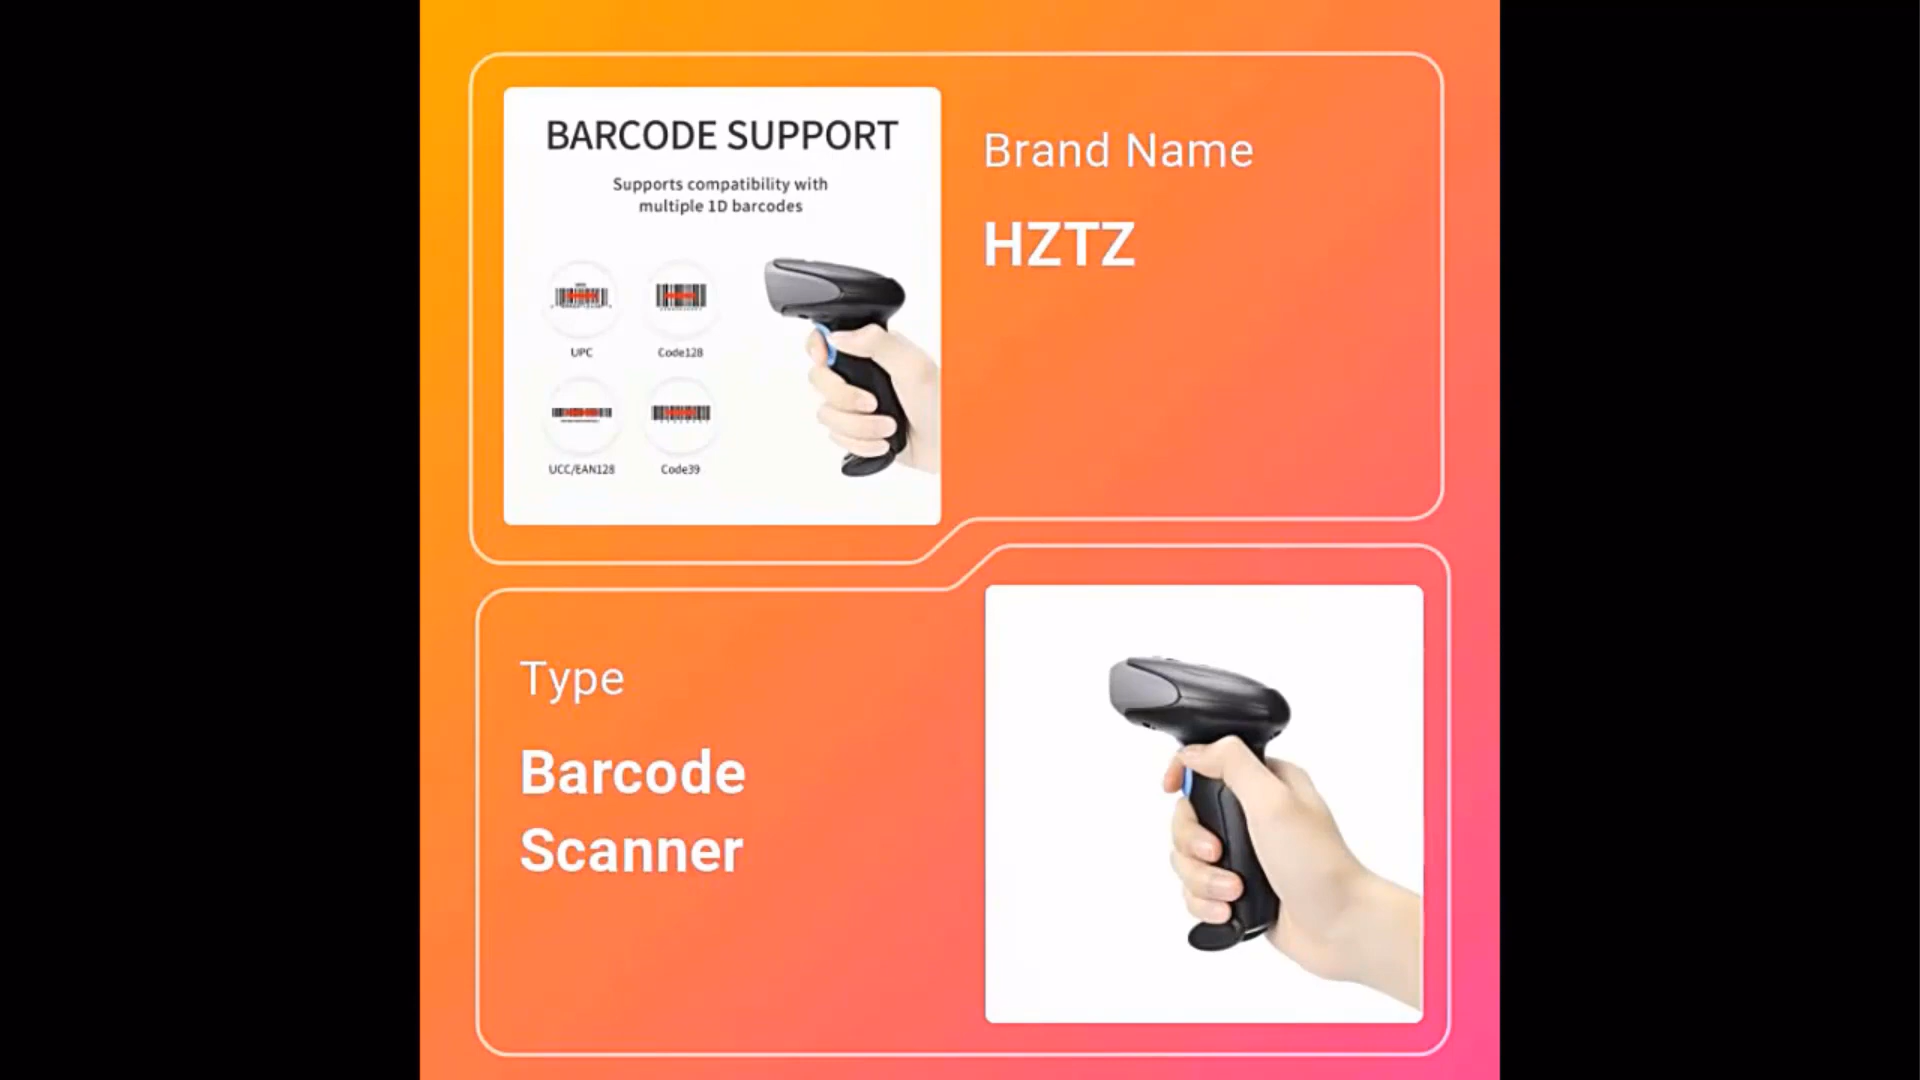 BARCODE SUPPORT
Supports compatibility with
multiple 1D barcodes
UPC
Code128
UCC/EAN128
Code39
Brand Name
HZTZ
Type
Barcode
Scanner